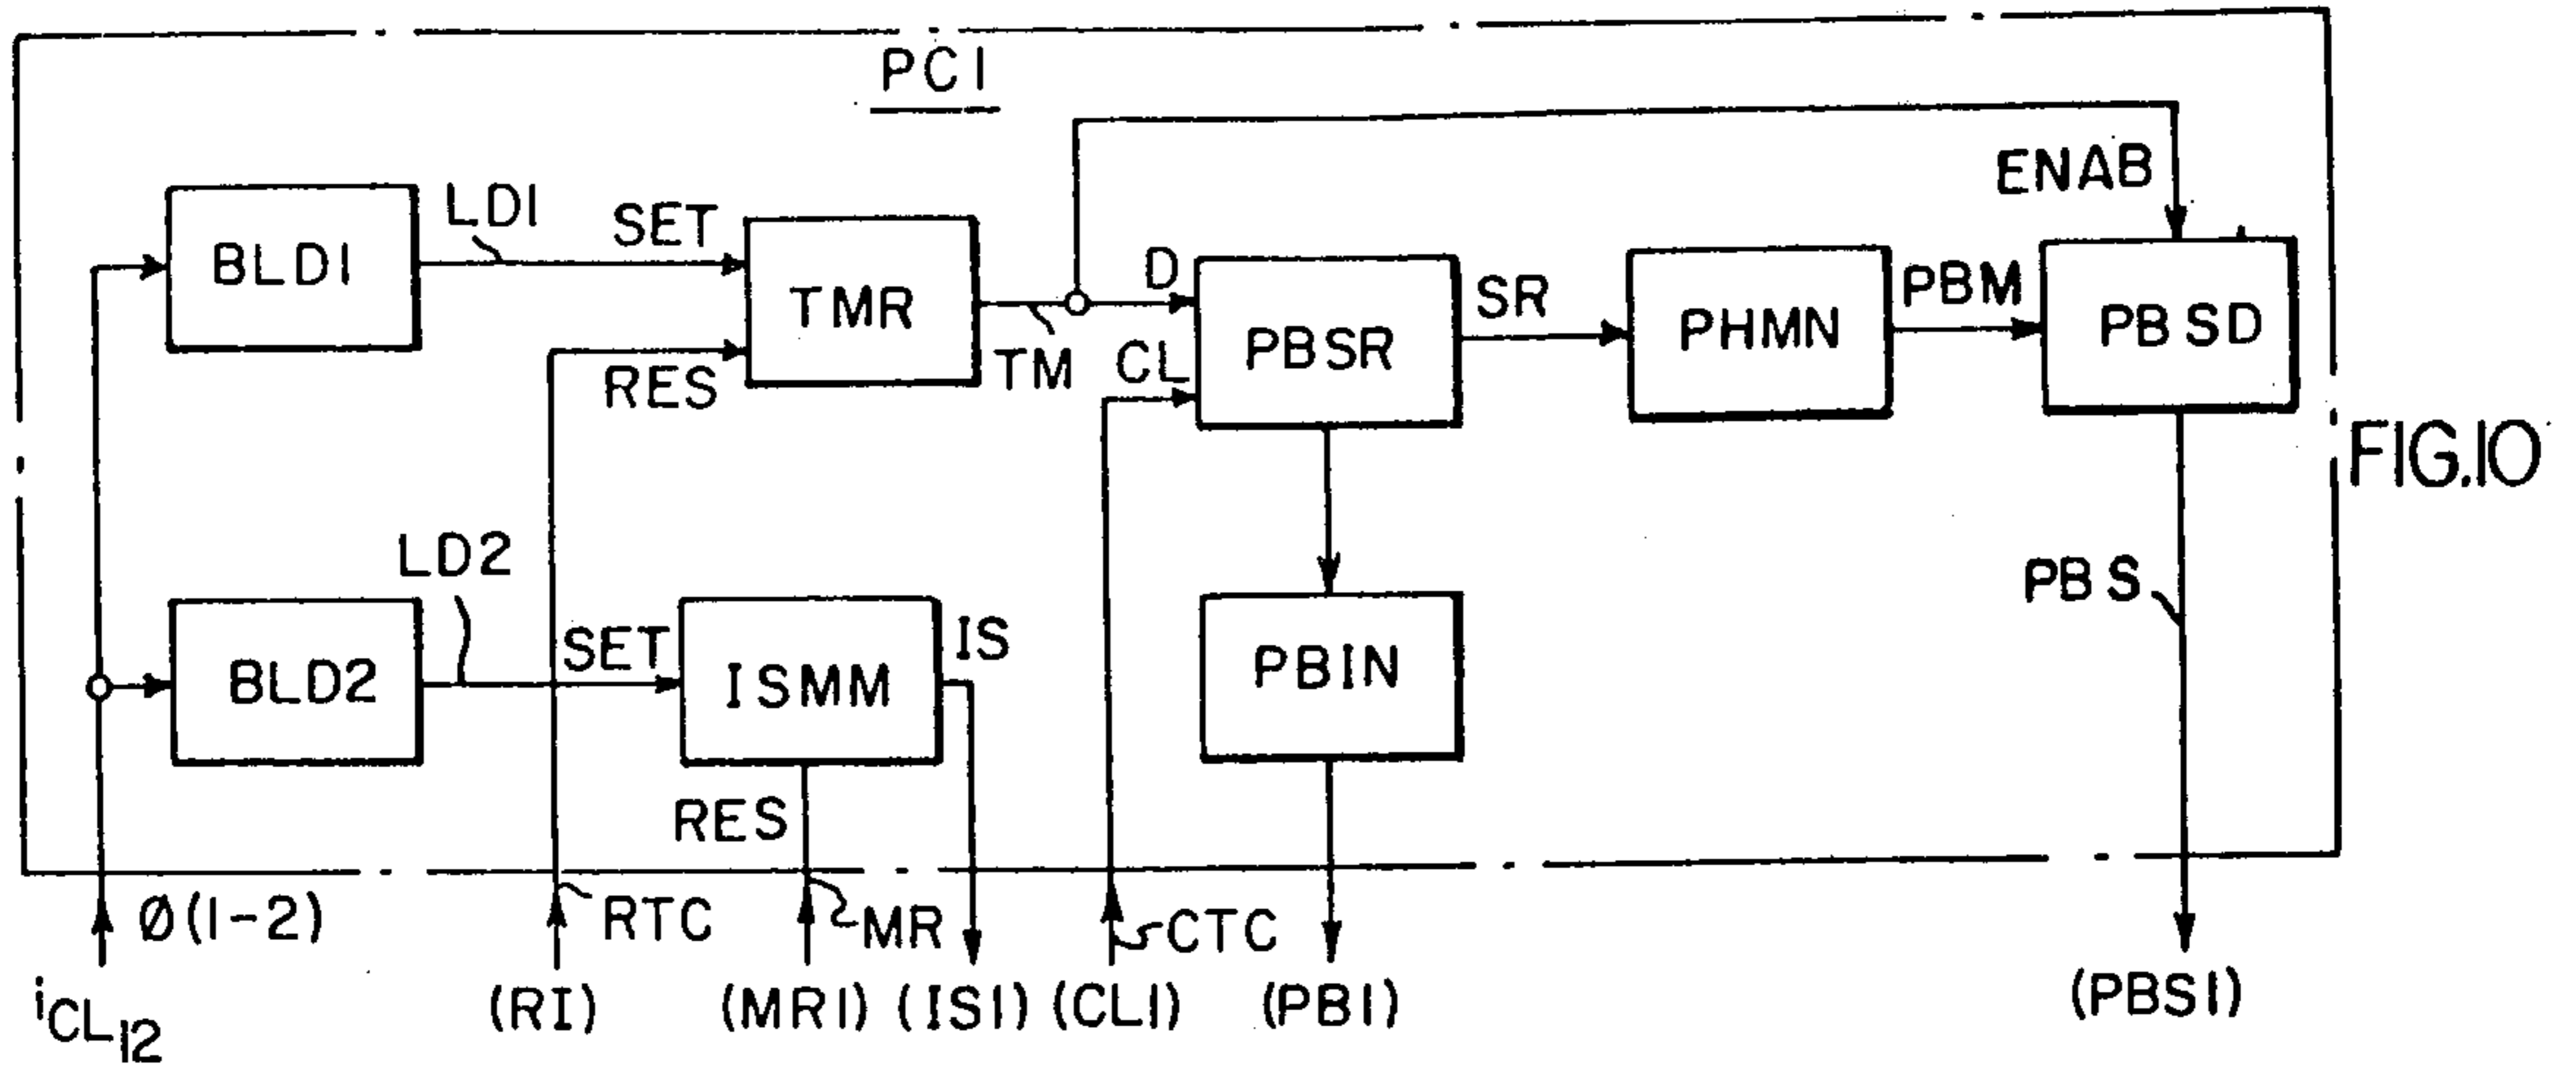 PC1
ENAB
LD1
SET
BLD1
TMR
RES
TM
D
CL
PBSR
SR
PHMN
PBM
PBSD
FIG.10
LD2
SET
BLD2
ISMM
IS
RES
PBIN
PBS
Ø(1-2)
RTC
MR
CTC
iCL12
(RI)
(MR1)
(IS1)
(CL1)
(PB1)
(PBS1)